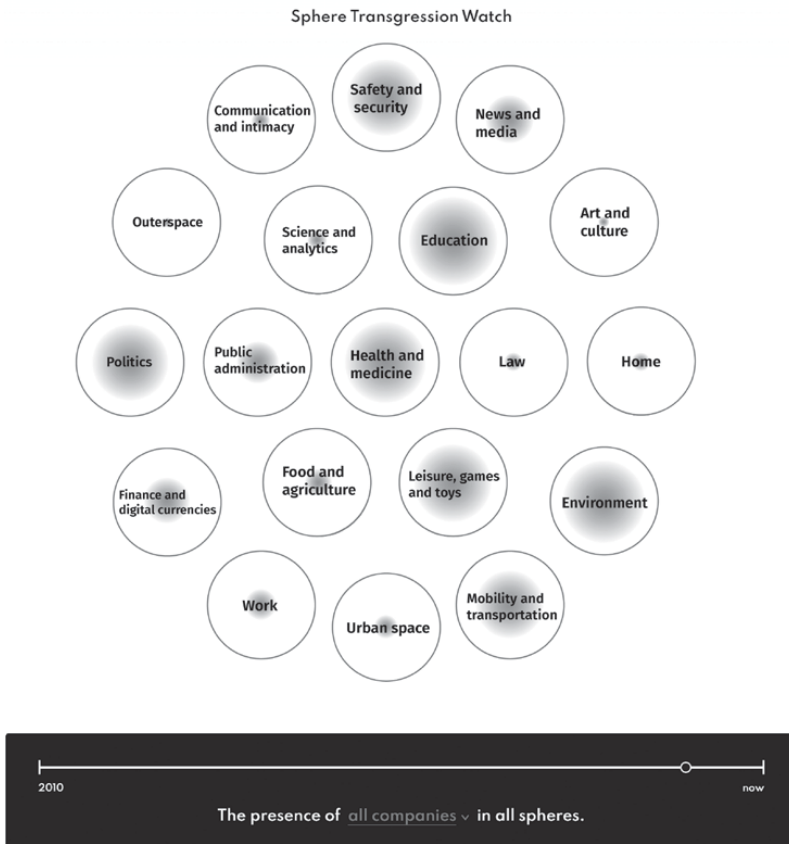 Sphere Transgression Watch
Safety and
security
Communication
and intimacy
News and
media
Outerspace
Science and
analytics
Education
Art and
culture
Politics
Public
administration
Health and
medicine
Law
Home
Finance and
digital currencies
Food and
agriculture
Leisure, games
and toys
Environment
Work
Urban space
Mobility and
transportation
2010
now
The presence of all companies in all spheres.